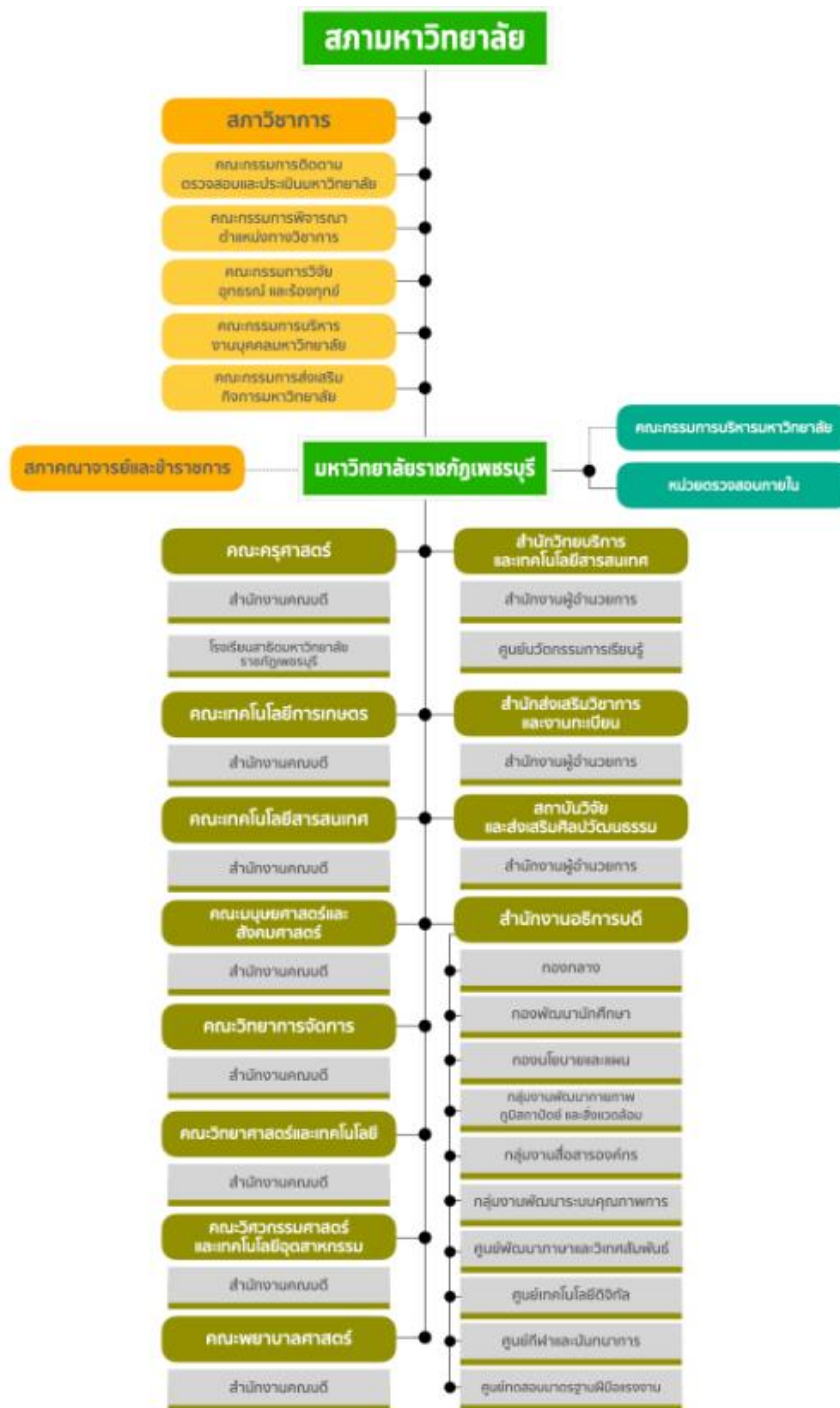 สภามหาวิทยาลัย
สภาวิชาการ
คณะกรรมการติดตาม
ตรวจสอบและประเมินมหาวิทยาลัย
คณะกรรมการพิจารณา
ตำแหน่งทางวิชาการ
คณะกรรมการวิจัย
อุทธรณ์ และร้องทุกข์
คณะกรรมการบริหาร
งานบุคคลมหาวิทยาลัย
คณะกรรมการส่งเสริม
กิจการมหาวิทยาลัย
สภาคณาจารย์และข้าราชการ
มหาวิทยาลัยราชภัฏเพชรบุรี
คณะกรรมการบริหารมหาวิทยาลัย
หน่วยตรวจสอบภายใน
คณะครุศาสตร์
สำนักงานคณบดี
โรงเรียนสาธิตมหาวิทยาลัย
ราชภัฏเพชรบุรี
คณะเทคโนโลยีการเกษตร
สำนักงานคณบดี
คณะเทคโนโลยีสารสนเทศ
สำนักงานคณบดี
คณะมนุษยศาสตร์และ
สังคมศาสตร์
สำนักงานคณบดี
คณะวิทยาการจัดการ
สำนักงานคณบดี
คณะวิทยาศาสตร์และเทคโนโลยี
สำนักงานคณบดี
คณะวิศวกรรมศาสตร์
และเทคโนโลยีอุตสาหกรรม
สำนักงานคณบดี
คณะพยาบาลศาสตร์
สำนักงานคณบดี
สำนักวิทยบริการ
และเทคโนโลยีสารสนเทศ
สำนักงานผู้อำนวยการ
ศูนย์นวัตกรรมการเรียนรู้
สำนักส่งเสริมวิชาการ
และงานทะเบียน
สำนักงานผู้อำนวยการ
สถาบันวิจัย
และส่งเสริมศิลปวัฒนธรรม
สำนักงานผู้อำนวยการ
สำนักงานอธิการบดี
กองกลาง
กองพัฒนานักศึกษา
กองนโยบายและแผน
กลุ่มงานพัฒนากายภาพ
ภูมิสถาปัตย์ และสิ่งแวดล้อม
กลุ่มงานสื่อสารองค์กร
กลุ่มงานพัฒนาระบบคุณภาพการ
ศูนย์พัฒนาภาษาและวิเทศสัมพันธ์
ศูนย์เทคโนโลยีดิจิทัล
ศูนย์กีฬาและนันทนาการ
ศูนย์ทดสอบมาตรฐานฝีมือแรงงาน